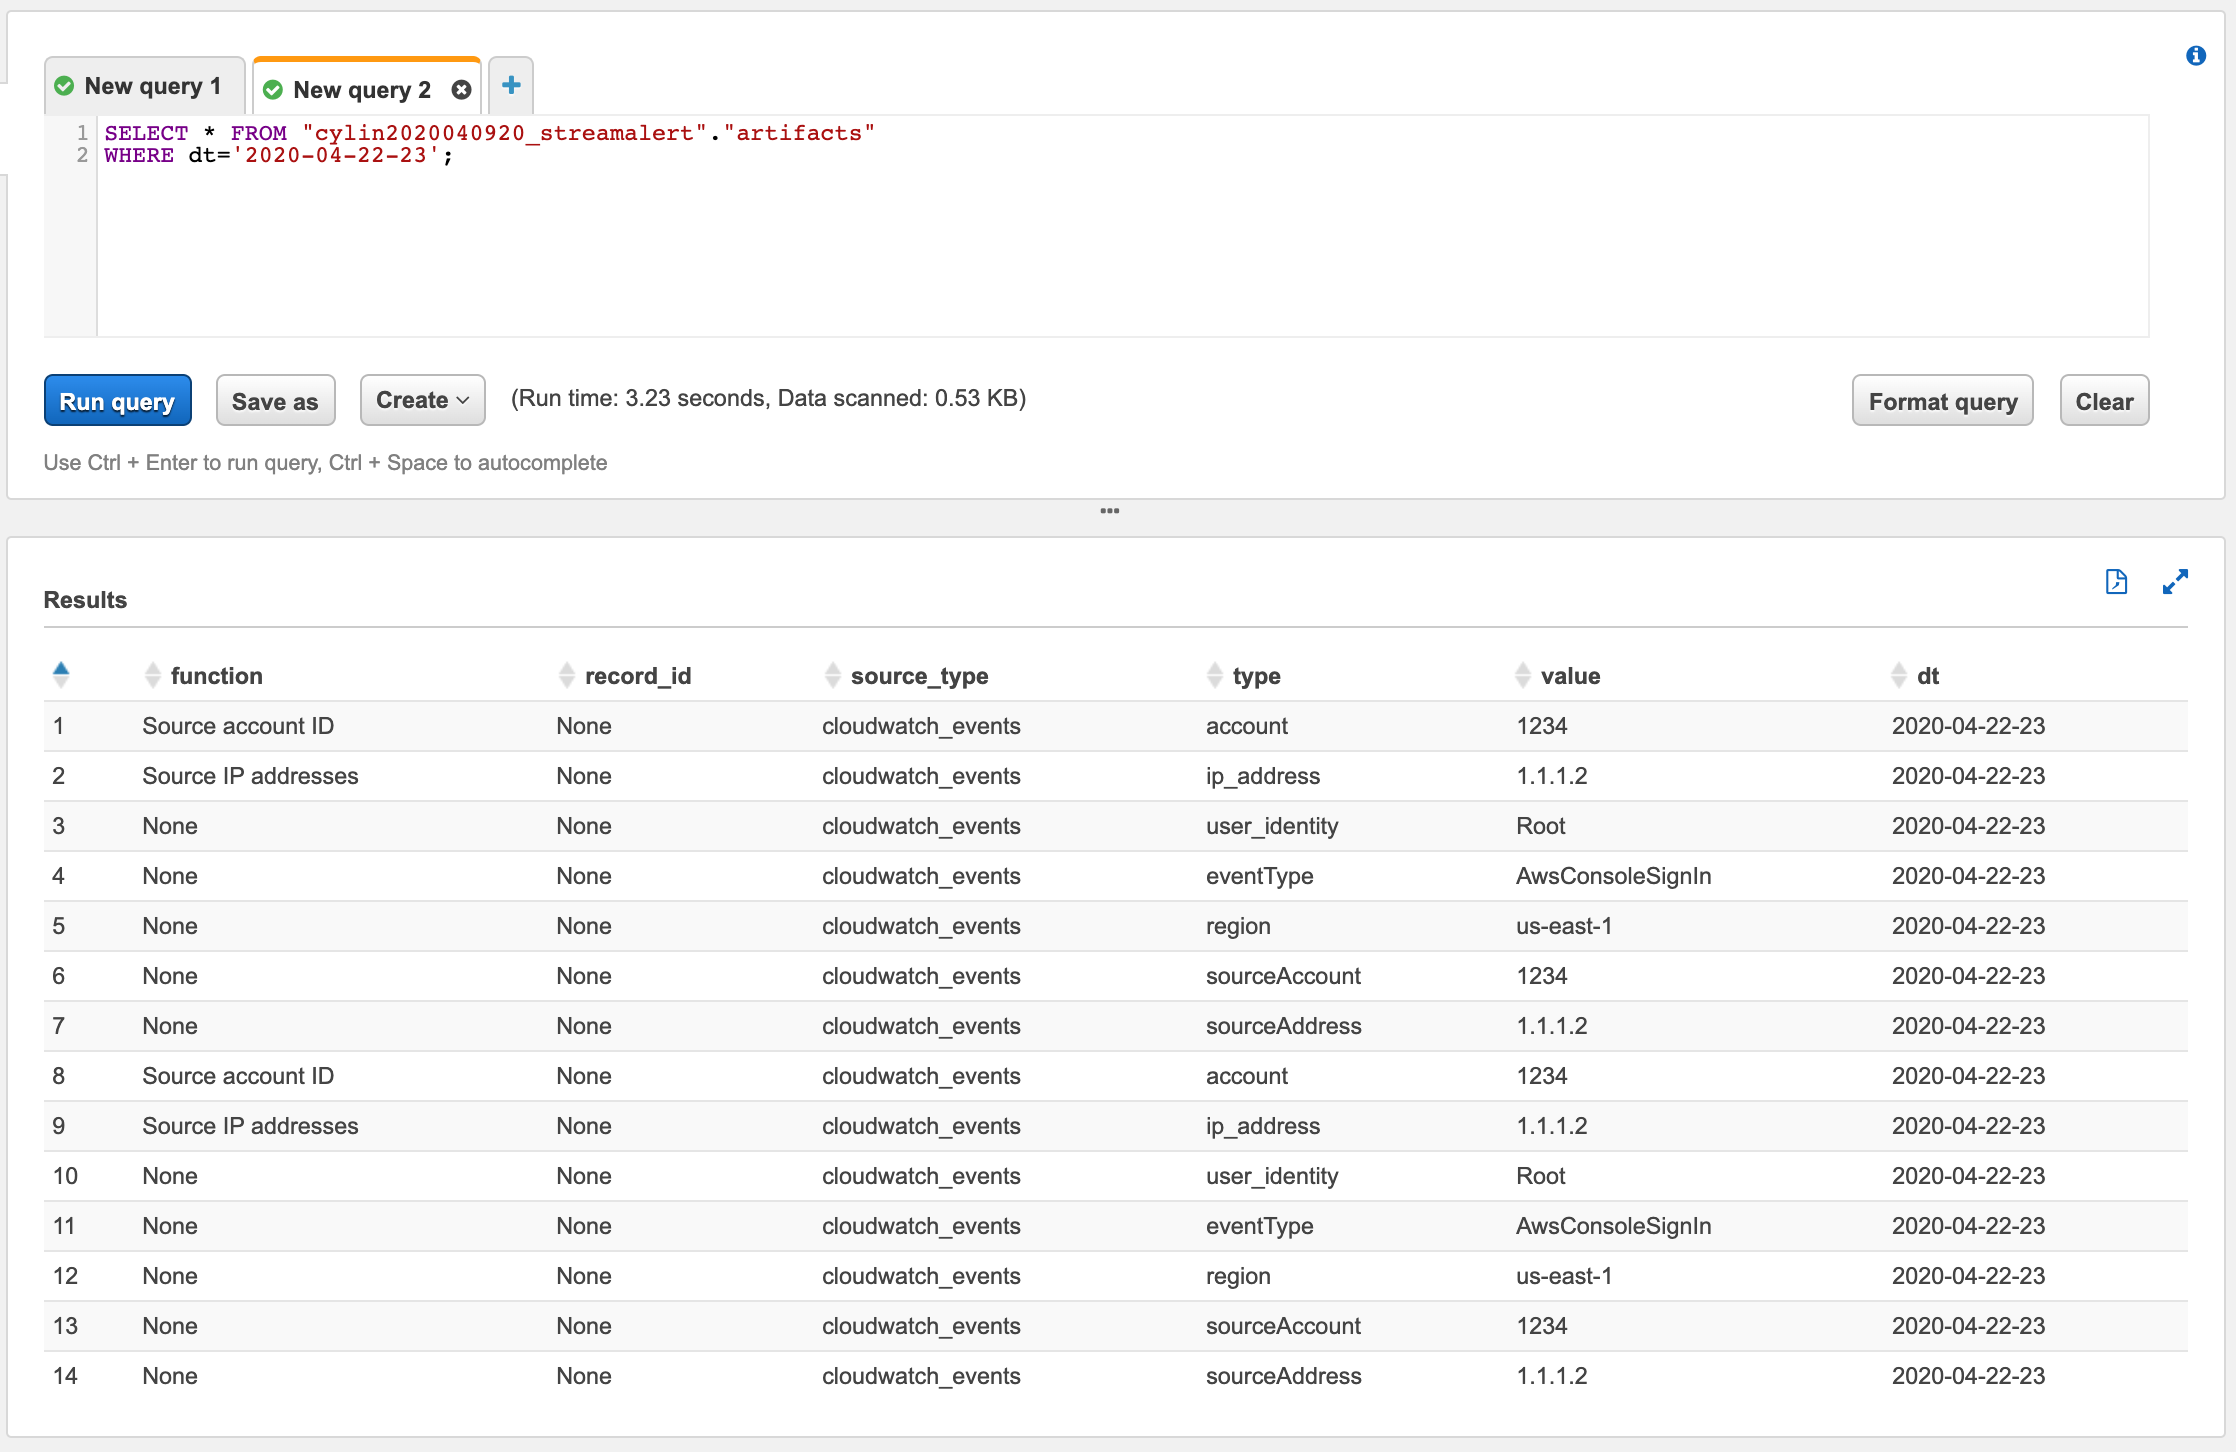 New query 1
New query 2
1 SELECT * FROM "cylin2020040920_streamalert"."artifacts"
2 WHERE dt='2020-04-22-23';
Run query Save as Create (Run time: 3.23 seconds, Data scanned: 0.53 KB) Format query Clear
Use Ctrl + Enter to run query, Ctrl + Space to autocomplete
Results
function record_id source_type type value dt
1 Source account ID None cloudwatch_events account 1234 2020-04-22-23
2 Source IP addresses None cloudwatch_events ip_address 1.1.1.2 2020-04-22-23
3 None None cloudwatch_events user_identity Root 2020-04-22-23
4 None None cloudwatch_events eventType AwsConsoleSignIn 2020-04-22-23
5 None None cloudwatch_events region us-east-1 2020-04-22-23
6 None None cloudwatch_events sourceAccount 1234 2020-04-22-23
7 None None cloudwatch_events sourceAddress 1.1.1.2 2020-04-22-23
8 Source account ID None cloudwatch_events account 1234 2020-04-22-23
9 Source IP addresses None cloudwatch_events ip_address 1.1.1.2 2020-04-22-23
10 None None cloudwatch_events user_identity Root 2020-04-22-23
11 None None cloudwatch_events eventType AwsConsoleSignIn 2020-04-22-23
12 None None cloudwatch_events region us-east-1 2020-04-22-23
13 None None cloudwatch_events sourceAccount 1234 2020-04-22-23
14 None None cloudwatch_events sourceAddress 1.1.1.2 2020-04-22-23